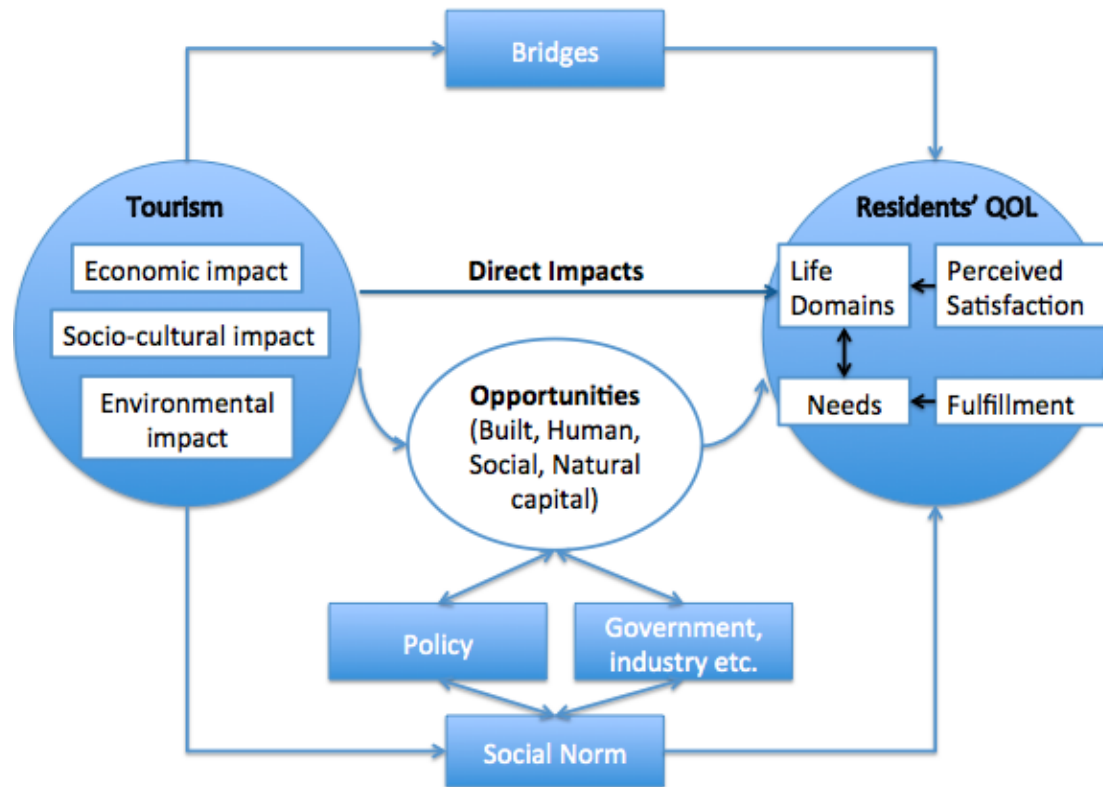 Bridges
Tourism
Economic impact
Socio-cultural impact
Environmental
impact
Direct Impacts
Opportunities
(Built, Human,
Social, Natural
capital)
Residents’ QOL
Life
Domains
Perceived
Satisfaction
Needs
Fulfillment
Policy
Government,
industry etc.
Social Norm